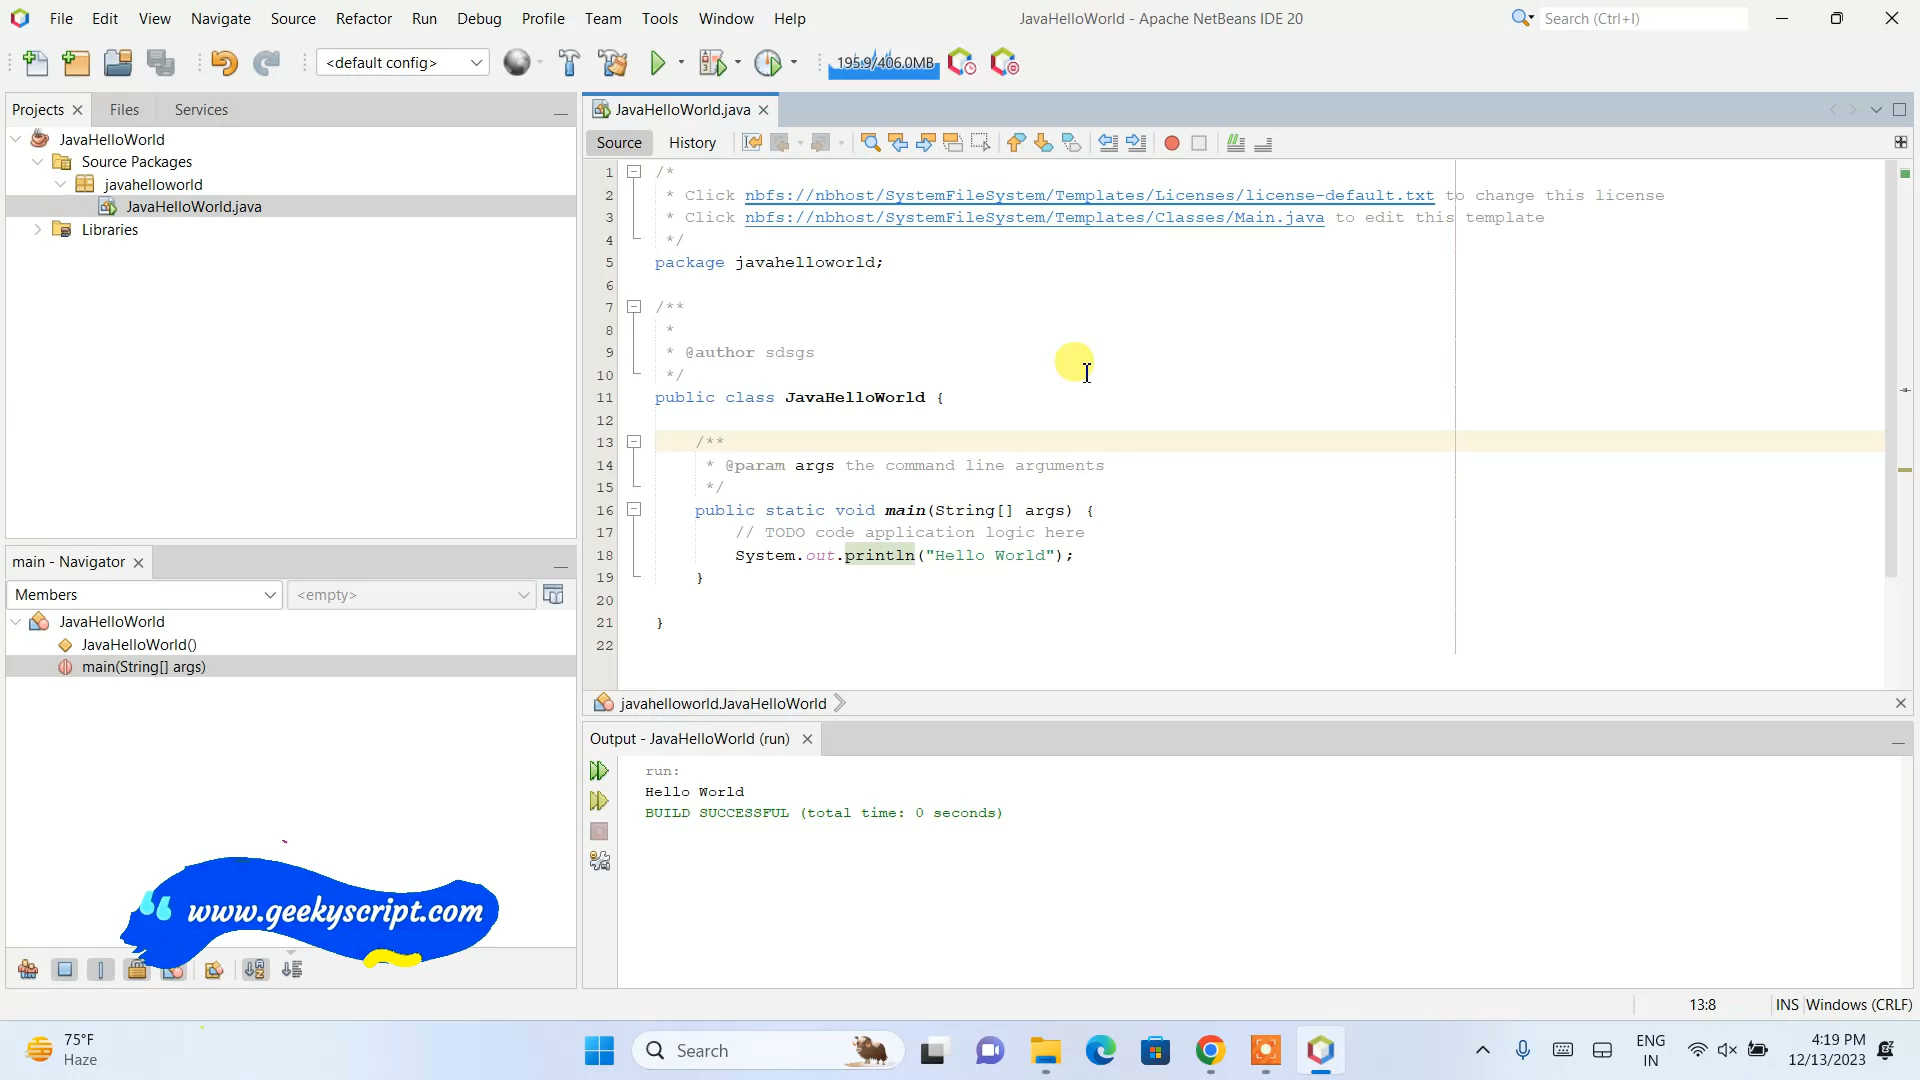 File Edit View Navigate Source Refactor Run Debug Profile Team Tools Window Help
JavaHelloWorld - Apache NetBeans IDE 20
Search (Ctrl+I)
<default config>
195.9/406.0MB
Projects Files Services
JavaHelloWorld
Source Packages
javahelloworld
JavaHelloWorld.java
Libraries
main - Navigator
Members
<empty>
JavaHelloWorld
JavaHelloWorld()
main(String[] args)
www.geekyscript.com
JavaHelloWorld.java
Source History
1 /*
2 * Click nbfs://nbhost/SystemFileSystem/Templates/Licenses/license-default.txt to change this license
3 * Click nbfs://nbhost/SystemFileSystem/Templates/Classes/Main.java to edit this template
4 */
5 package javahelloworld;
6
7 /**
8 *
9 * @author sdsgs
10 */
11 public class JavaHelloWorld {
12
13 /**
14 * @param args the command line arguments
15 */
16 public static void main(String[] args) {
17 // TODO code application logic here
18 System.out.println("Hello World");
19 }
20
21 }
22
javahelloworld.JavaHelloWorld
Output - JavaHelloWorld (run)
run:
Hello World
BUILD SUCCESSFUL (total time: 0 seconds)
13:8 INS Windows (CRLF)
75°F
Haze
Search
ENG
IN
4:19 PM
12/13/2023